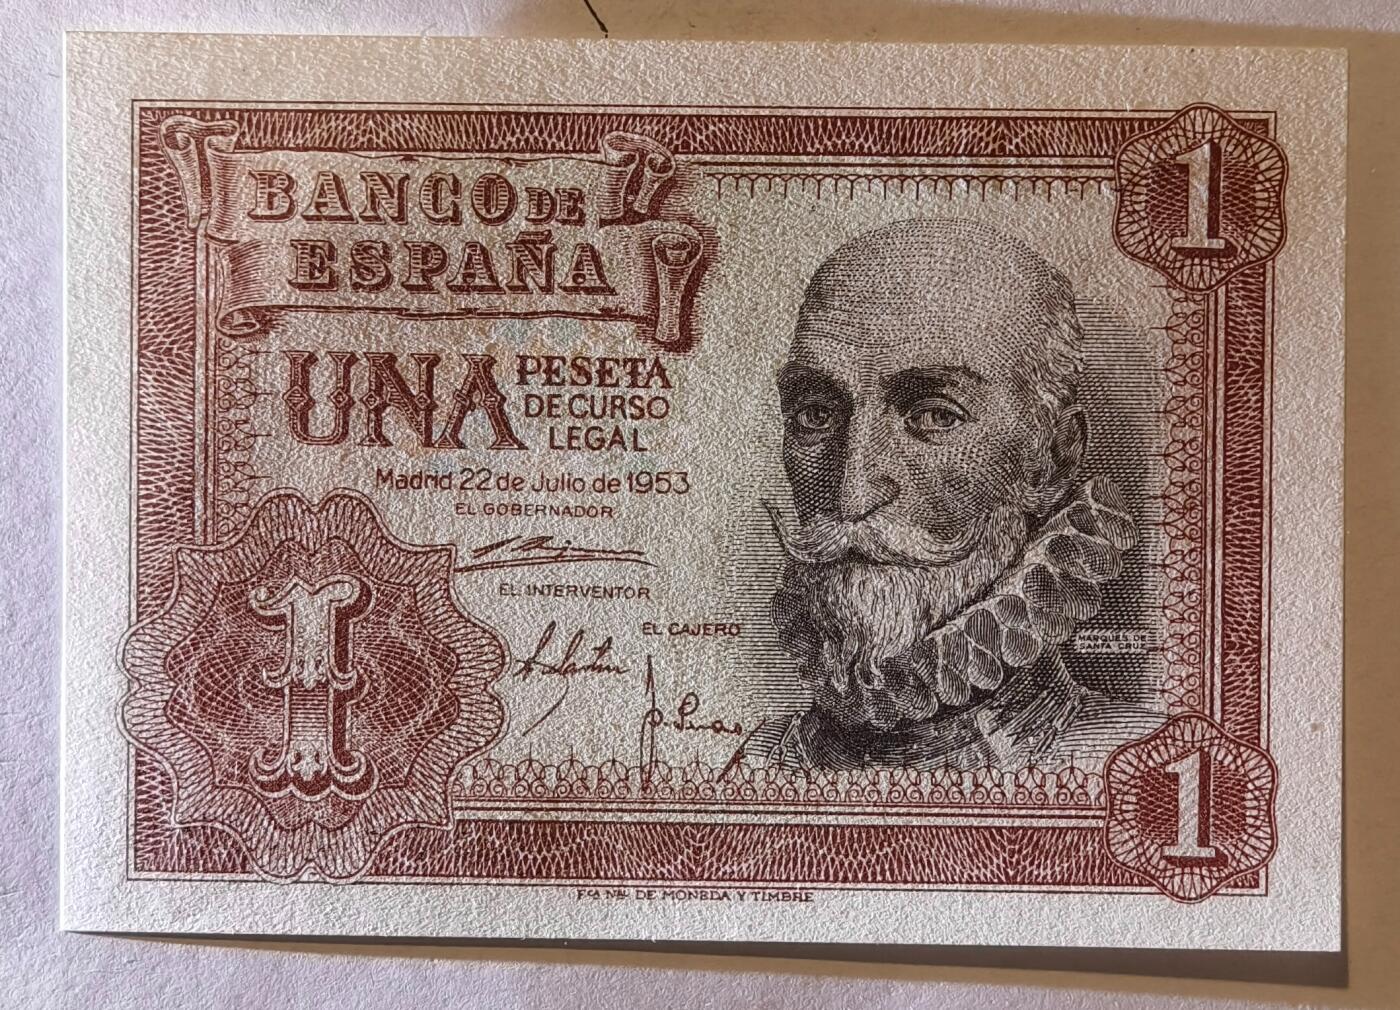 BANCO DE
ESPAÑA
1
UNA PESETA
DE CURSO
LEGAL
Madrid 22 de Julio de 1953
EL GOBERNADOR
EL INTERVENTOR
EL CAJERO
MARQUES DE
SANTA CRUZ
1
1
Fca Nal DE MONEDA Y TIMBRE